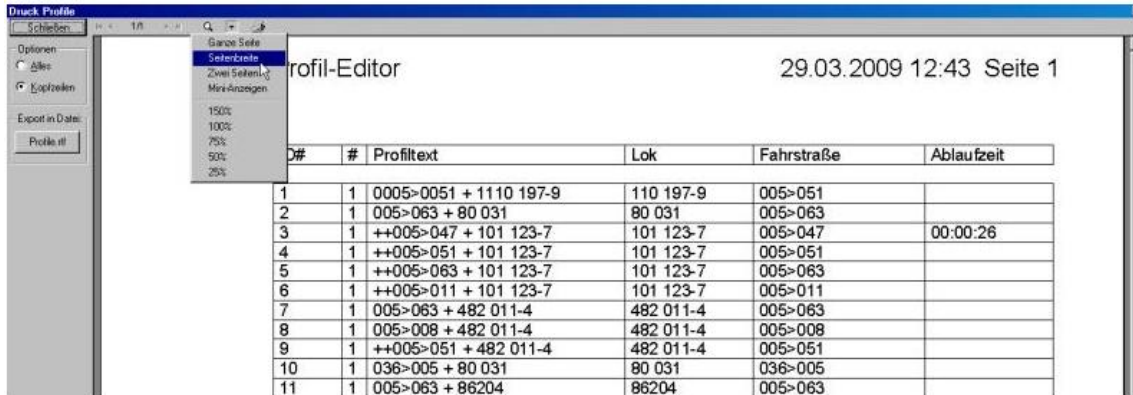 Druck Profile
Schließen 1/1
Optionen
Alles
Kopfzeilen
Export in Datei:
Profile.rtf
Ganze Seite
Seitenbreite
Zwei Seiten
Mini-Anzeigen
150%
100%
75%
50%
25%
rofil-Editor 29.03.2009 12:43 Seite 1
D# # Profiltext Lok Fahrstraße Ablaufzeit
1 1 0005>0051 + 1110 197-9 110 197-9 005>051
2 1 005>063 + 80 031 80 031 005>063
3 1 ++005>047 + 101 123-7 101 123-7 005>047 00:00:26
4 1 ++005>051 + 101 123-7 101 123-7 005>051
5 1 ++005>063 + 101 123-7 101 123-7 005>063
6 1 ++005>011 + 101 123-7 101 123-7 005>011
7 1 005>063 + 482 011-4 482 011-4 005>063
8 1 005>008 + 482 011-4 482 011-4 005>008
9 1 ++005>051 + 482 011-4 482 011-4 005>051
10 1 036>005 + 80 031 80 031 036>005
11 1 005>063 + 86204 86204 005>063